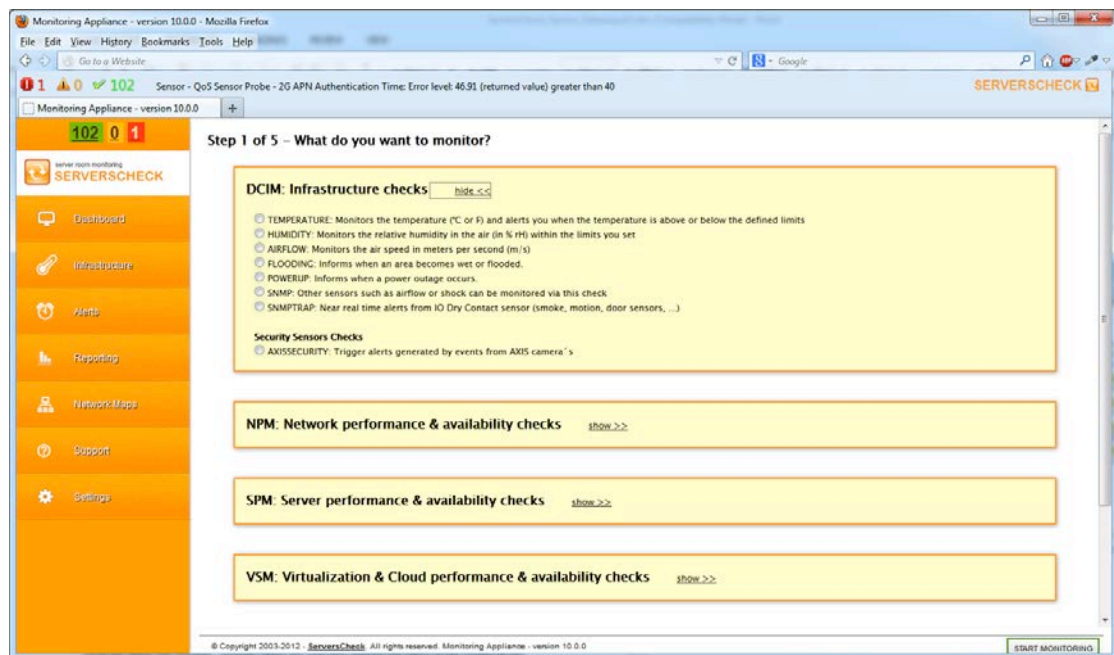 Monitoring Appliance - version 10.0.0 - Mozilla Firefox
File Edit View History Bookmarks Tools Help
Go to a Website
Google
1 0 102 Sensor - QoS Sensor Probe - 2G APN Authentication Time: Error level: 46.91 (returned value) greater than 40
SERVERSCHECK
Monitoring Appliance - version 10.0.0 +
102 0 1
server room monitoring
SERVERSCHECK
Dashboard
Infrastructure
Alerts
Reporting
Network Maps
Support
Settings
Step 1 of 5 – What do you want to monitor?
DCIM: Infrastructure checks hide <<
TEMPERATURE: Monitors the temperature (°C or F) and alerts you when the temperature is above or below the defined limits
HUMIDITY: Monitors the relative humidity in the air (in % rH) within the limits you set
AIRFLOW: Monitors the air speed in meters per second (m/s)
FLOODING: Informs when an area becomes wet or flooded.
POWERUP: Informs when a power outage occurs.
SNMP: Other sensors such as airflow or shock can be monitored via this check
SNMPTRAP: Near real time alerts from IO Dry Contact sensor (smoke, motion, door sensors, ...)
Security Sensors Checks
AXISSECURITY: Trigger alerts generated by events from AXIS camera´s
NPM: Network performance & availability checks show >>
SPM: Server performance & availability checks show >>
VSM: Virtualization & Cloud performance & availability checks show >>
© Copyright 2003-2012 - ServersCheck. All rights reserved. Monitoring Appliance - version 10.0.0
START MONITORING